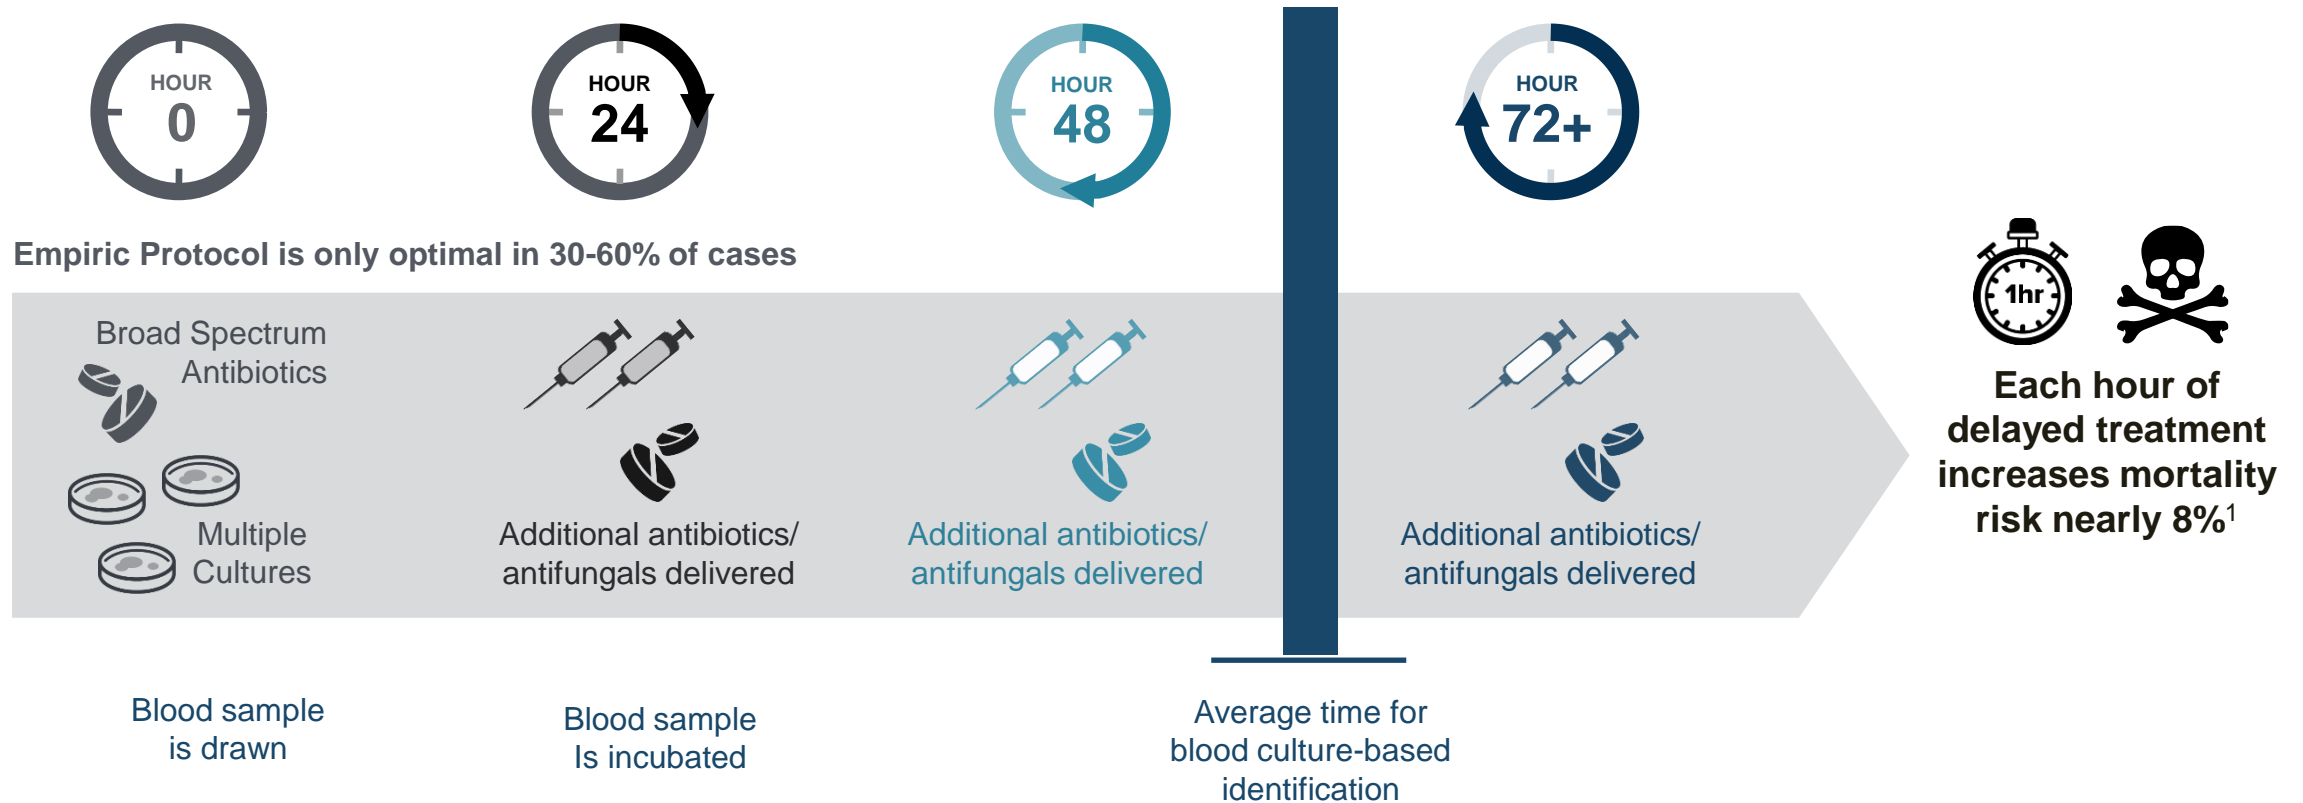 HOUR
0
HOUR
24
HOUR
48
HOUR
72+
Empiric Protocol is only optimal in 30-60% of cases
Broad Spectrum
Antibiotics
Multiple
Cultures
Additional antibiotics/
antifungals delivered
Additional antibiotics/
antifungals delivered
Additional antibiotics/
antifungals delivered
1hr
Each hour of
delayed treatment
increases mortality
risk nearly 8%¹
Blood sample
is drawn
Blood sample
Is incubated
Average time for
blood culture-based
identification